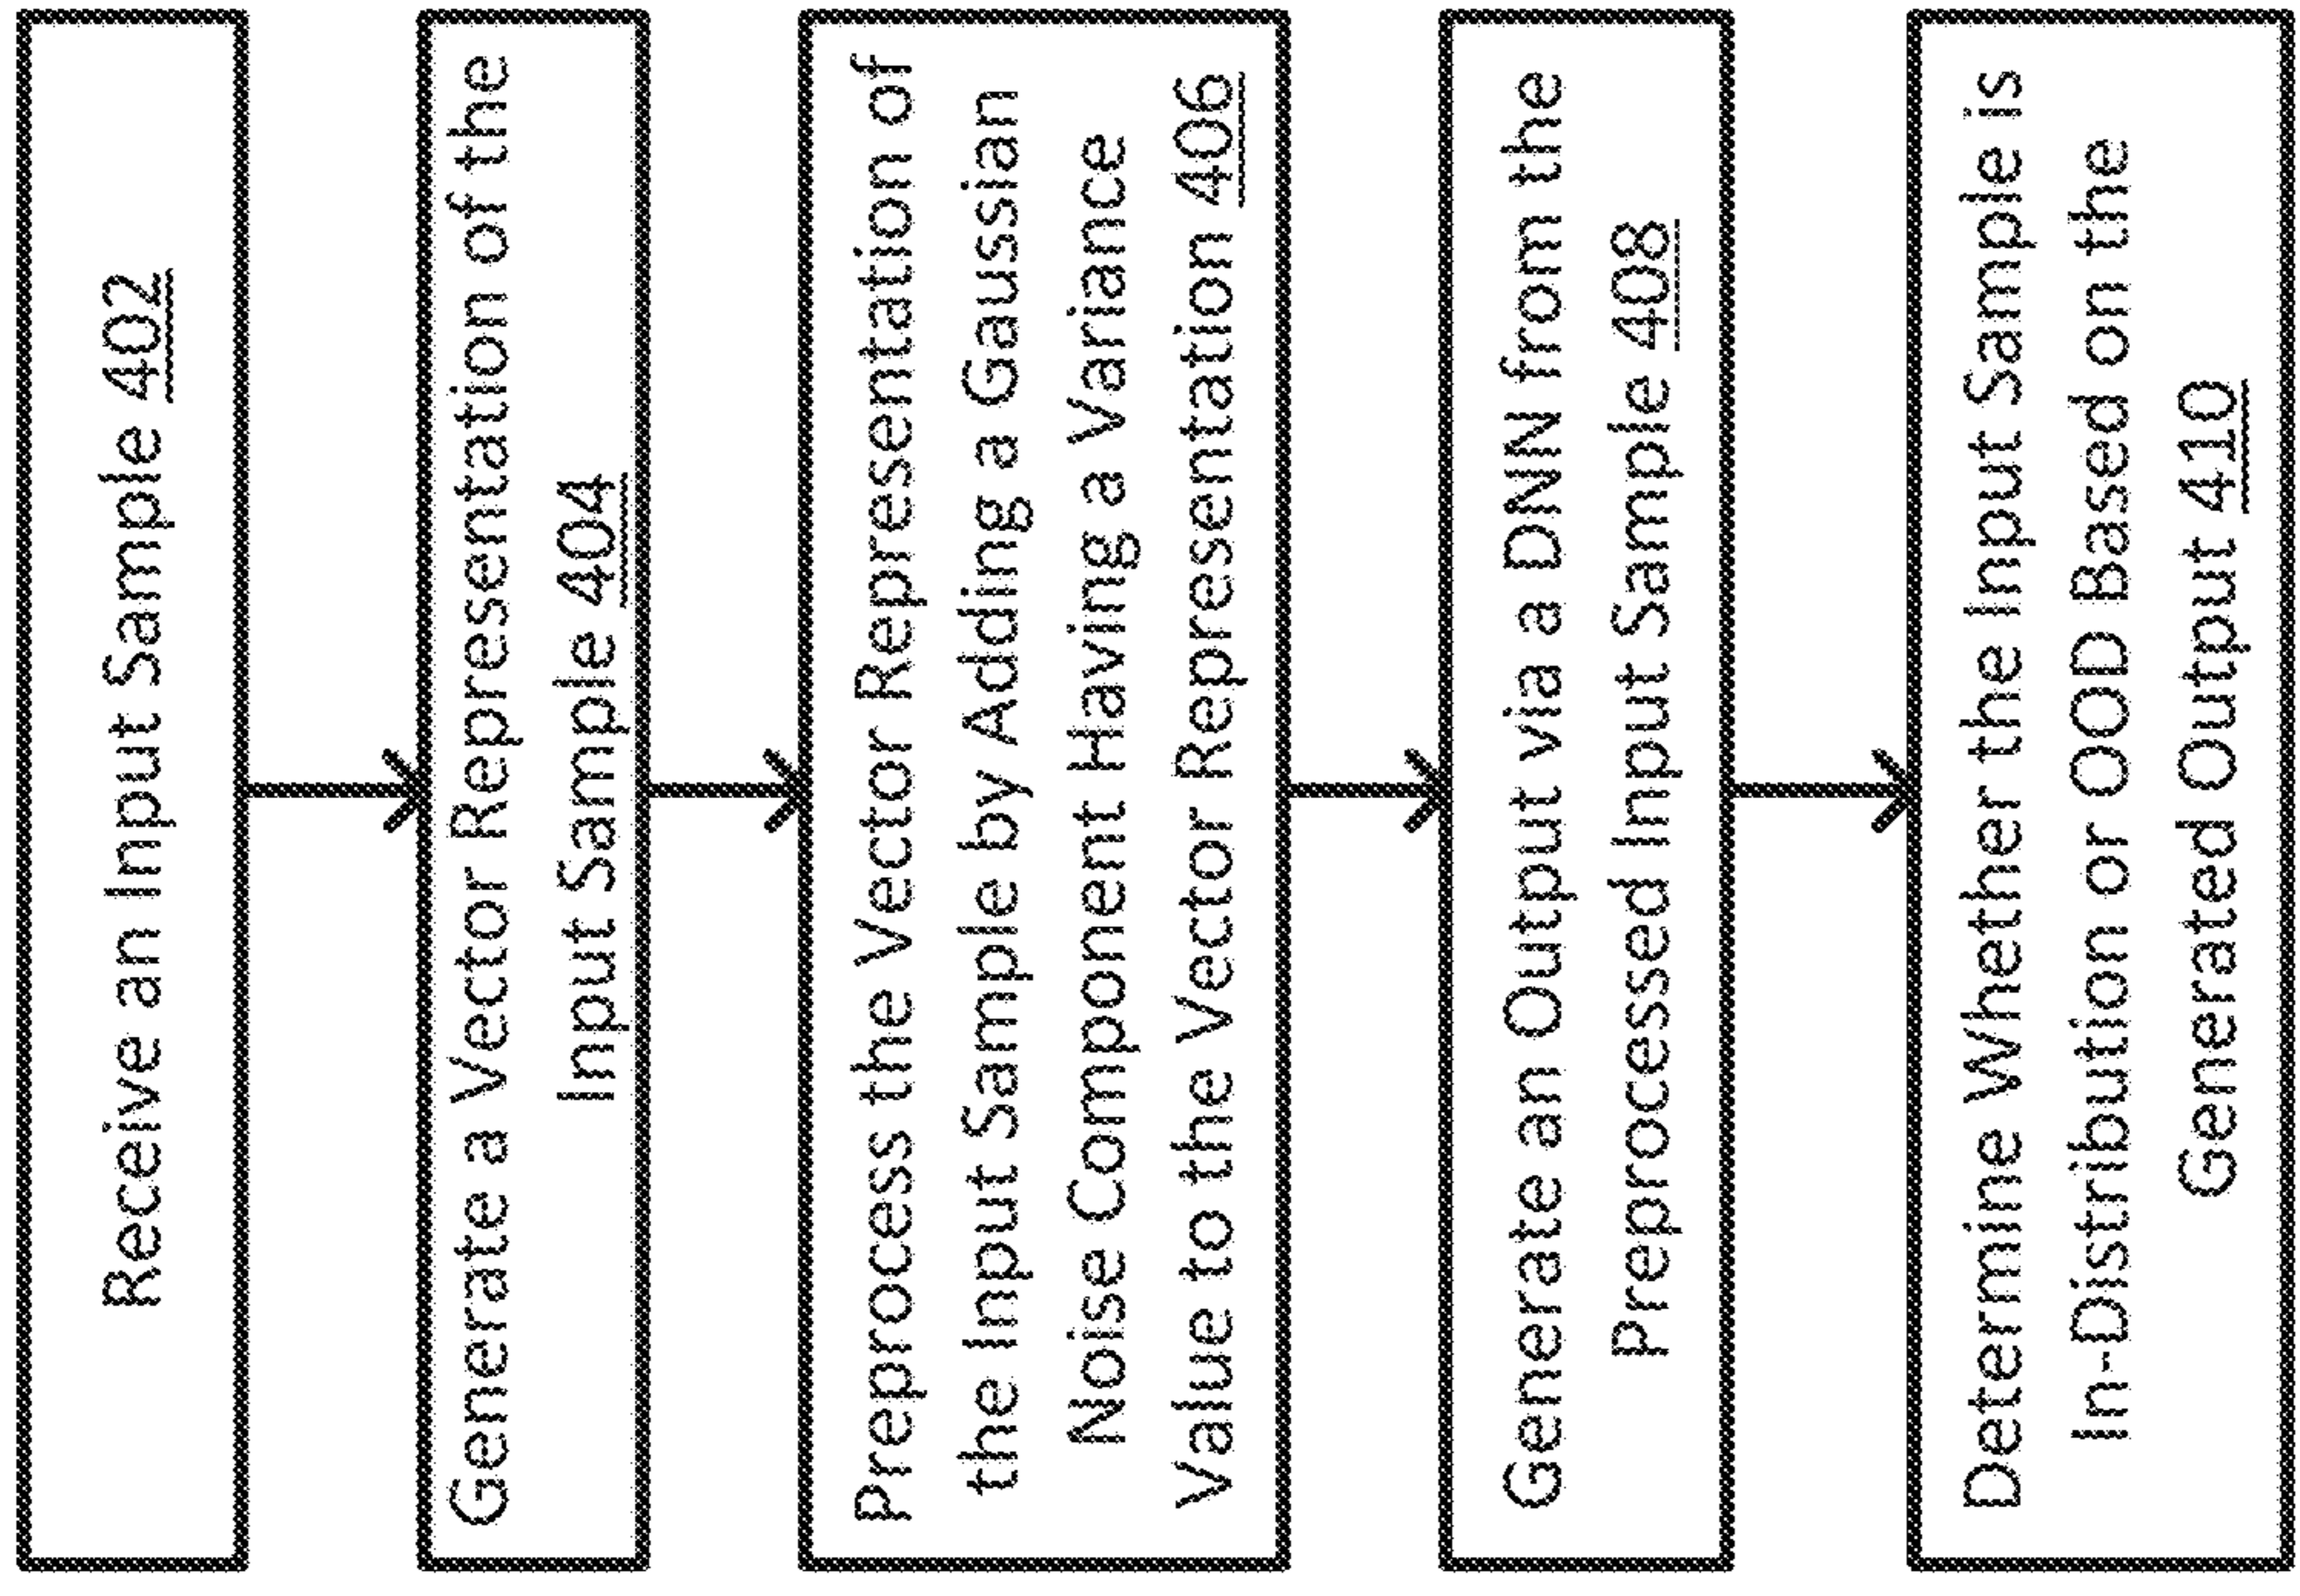 Receive an Input Sample 402
Generate a Vector Representation of the
Input Sample 404
Preprocess the Vector Representation of
the Input Sample by Adding a Gaussian
Noise Component Having a Variance
Value to the Vector Representation 406
Generate an Output via a DNN from the
Preprocessed Input Sample 408
Determine Whether the Input Sample is
In-Distribution or OOD Based on the
Generated Output 410